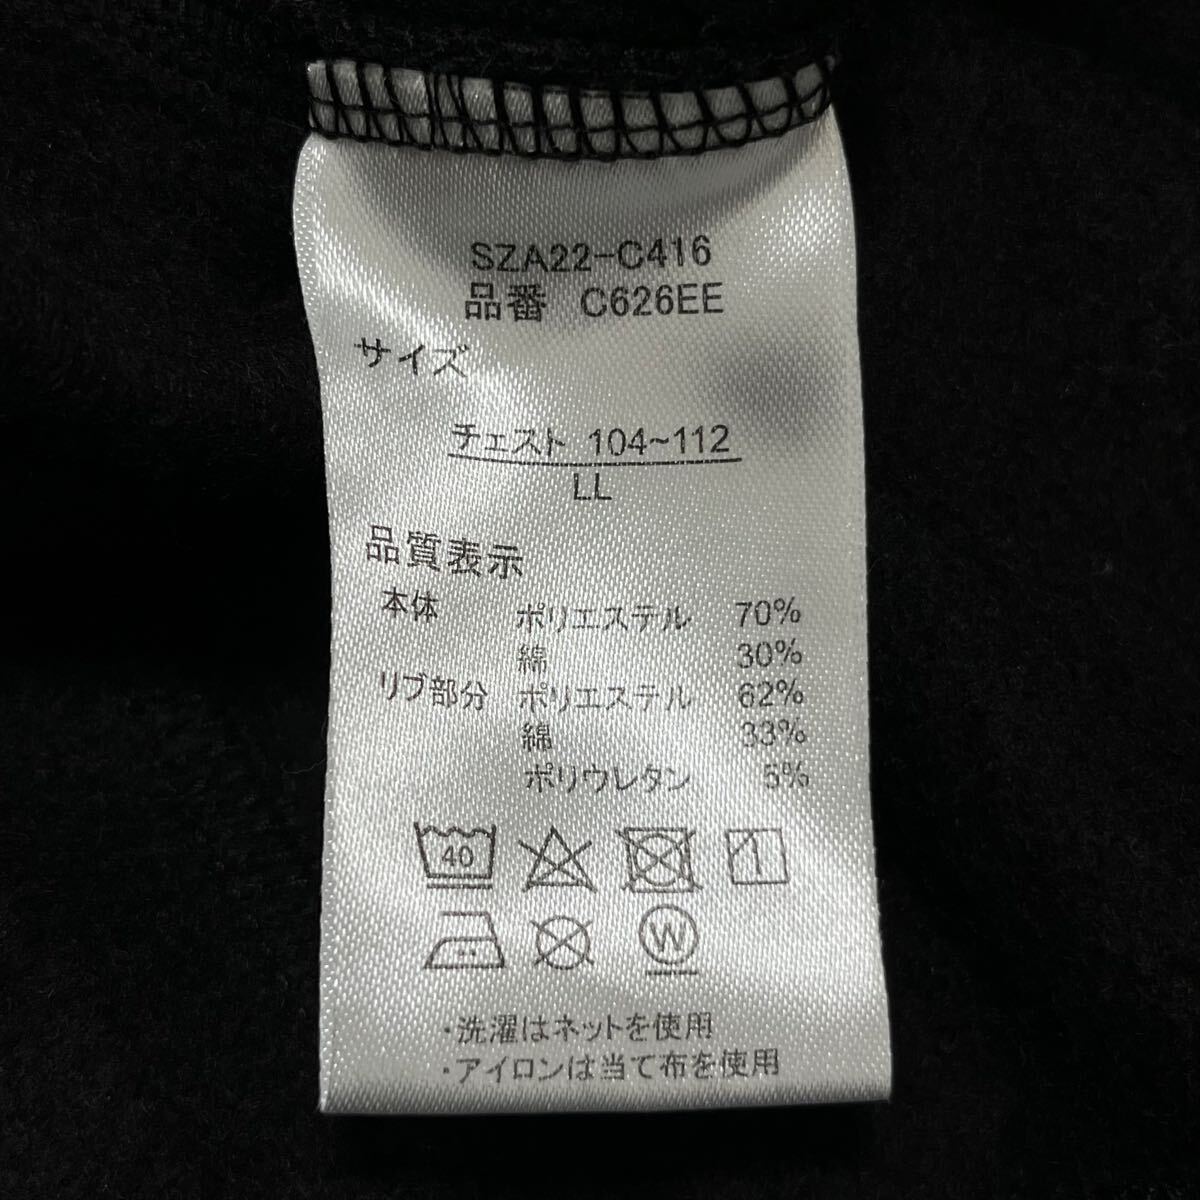 SZA22-C416
品番 C626EE
サイズ
チェスト 104~112
LL
品質表示
本体 ポリエステル 70%
綿 30%
リブ部分 ポリエステル 62%
綿 33%
ポリウレタン 5%
40
1
W
・洗濯はネットを使用
・アイロンは当て布を使用